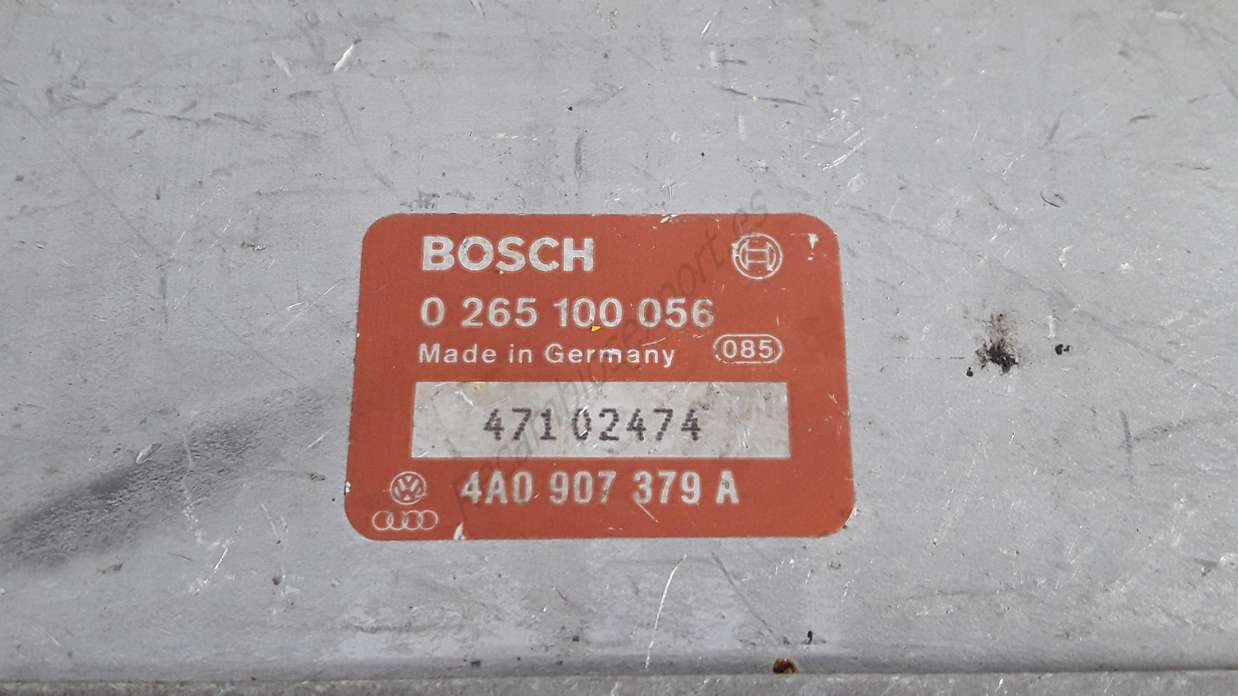 BOSCH
0 265 100 056
Made in Germany 085
47102474
4A0 907 379 A